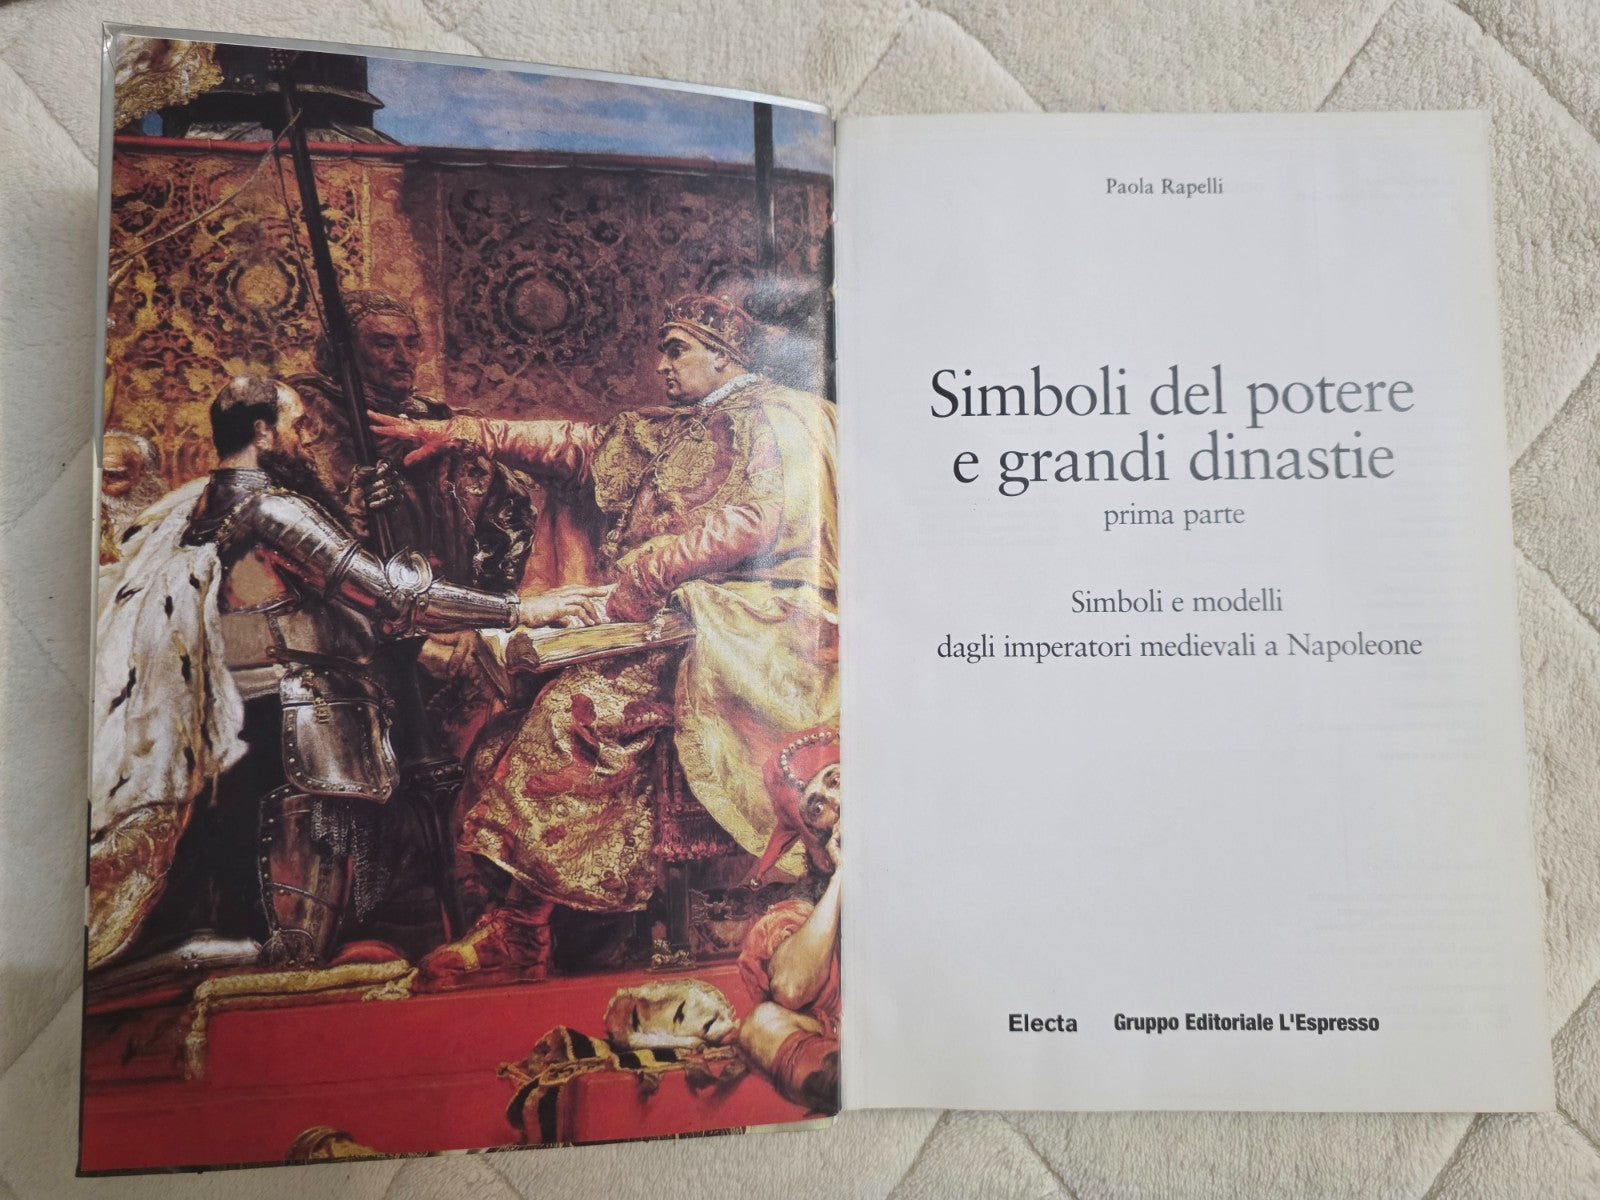 Paola Rapelli
Simboli del potere
e grandi dinastie
prima parte
Simboli e modelli
dagli imperatori medievali a Napoleone
Electa Gruppo Editoriale L'Espresso